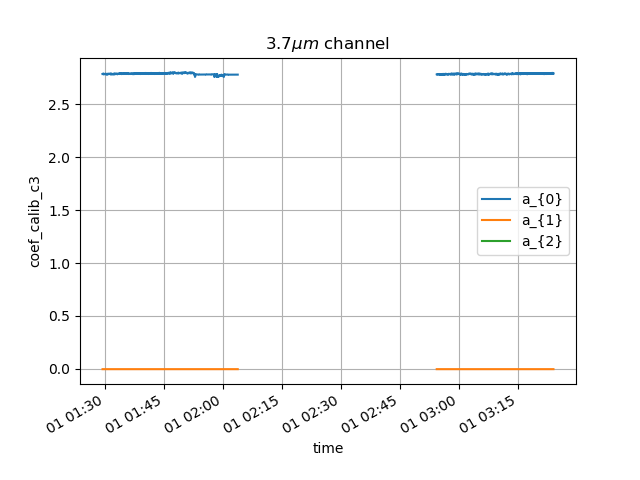 3.7μm channel
coef_calib_c3
2.5
2.0
1.5
1.0
0.5
0.0
a_{0}
a_{1}
a_{2}
01 01:30
01 01:45
01 02:00
01 02:15
01 02:30
01 02:45
01 03:00
01 03:15
time